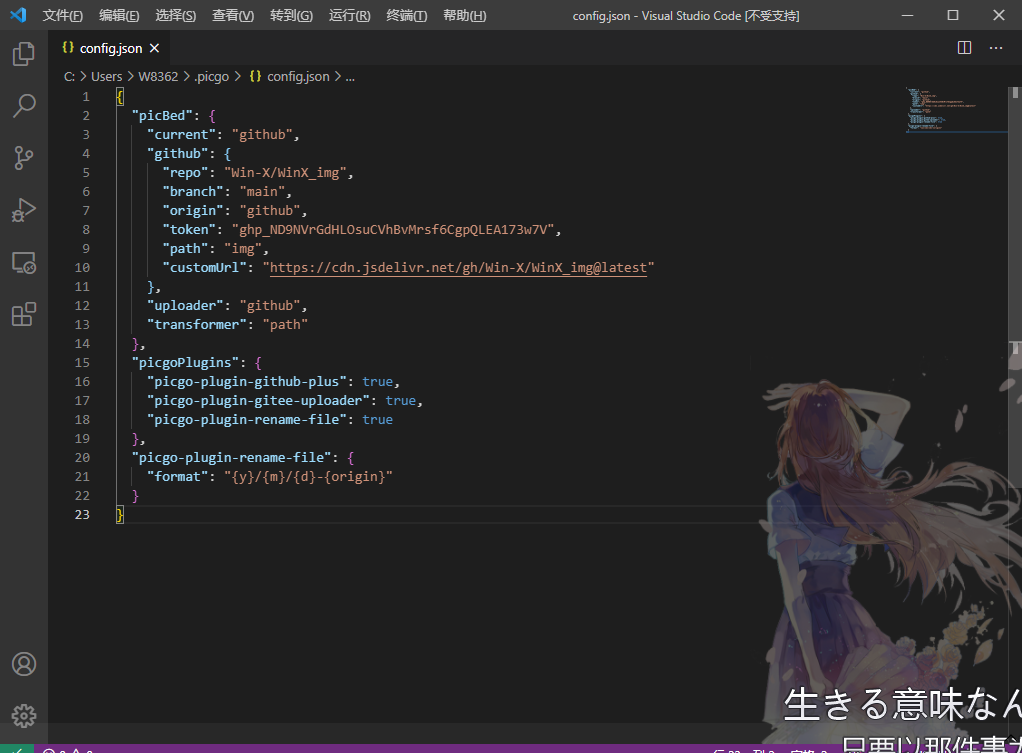 文件(F) 编辑(E) 选择(S) 查看(V) 转到(G) 运行(R) 终端(T) 帮助(H) config.json - Visual Studio Code [不受支持]
{} config.json ×
C: > Users > W8362 > .picgo > {} config.json > ...
1 {
2 "picBed": {
3 "current": "github",
4 "github": {
5 "repo": "Win-X/WinX_img",
6 "branch": "main",
7 "origin": "github",
8 "token": "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",
9 "path": "img",
10 "customUrl": "https://cdn.jsdelivr.net/gh/Win-X/WinX_img@latest"
11 },
12 "uploader": "github",
13 "transformer": "path"
14 },
15 "picgoPlugins": {
16 "picgo-plugin-github-plus": true,
17 "picgo-plugin-gitee-uploader": true,
18 "picgo-plugin-rename-file": true
19 },
20 "picgo-plugin-rename-file": {
21 "format": "{y}/{m}/{d}-{origin}"
22 }
23 }
生きる意味なん
只要以那件事